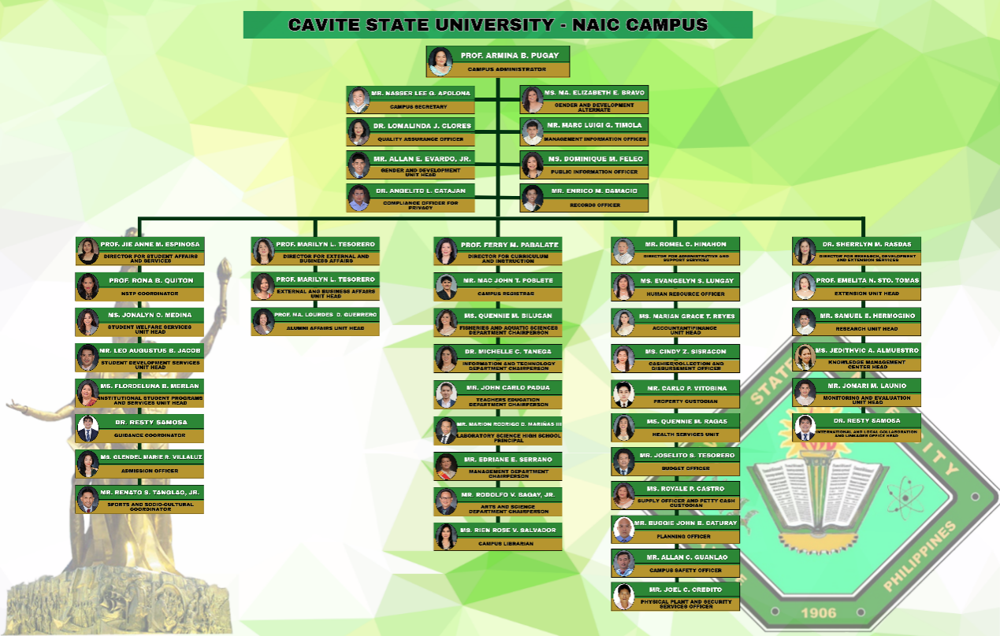 CAVITE STATE UNIVERSITY - NAIC CAMPUS
PROF. ARMINA B. PUGAY
CAMPUS ADMINISTRATOR
MR. NASSER LEE G. APOLONA
CAMPUS SECRETARY
MS. MA. ELIZABETH E. BRAVO
GENDER AND DEVELOPMENT
ALTERNATE
DR. LOMALINDA J. CLORES
QUALITY ASSURANCE OFFICER
MR. MARC LUIGI G. TIMOLA
MANAGEMENT INFORMATION OFFICER
MR. ALLAN E. EVARDO, JR.
GENDER AND DEVELOPMENT
UNIT HEAD
MS. DOMINIQUE M. FELEO
PUBLIC INFORMATION OFFICER
DR. ANGELITO L. CATAJAN
COMPLIANCE OFFICER FOR
PRIVACY
MR. ENRICO M. DAMACIO
RECORDS OFFICER
PROF. JIE ANNE M. ESPINOSA
DIRECTOR FOR STUDENT AFFAIRS
AND SERVICES
PROF. RONA B. QUITON
NSTP COORDINATOR
MS. JONALYN C. MEDINA
STUDENT WELFARE SERVICES
UNIT HEAD
MR. LEO AUGUSTUS B. JACOB
STUDENT DEVELOPMENT SERVICES
UNIT HEAD
MS. FLORDELUNA B. MERLAN
INSTITUTIONAL STUDENT PROGRAMS
AND SERVICES UNIT HEAD
DR. RESTY SAMOSA
GUIDANCE COORDINATOR
MS. GLENDEL MARIE R. VILLALUZ
ADMISSION OFFICER
MR. RENATO S. TANGLAO, JR.
SPORTS AND SOCIO-CULTURAL
COORDINATOR
PROF. MARILYN L. TESORERO
DIRECTOR FOR EXTERNAL AND
BUSINESS AFFAIRS
PROF. MARILYN L. TESORERO
EXTERNAL AND BUSINESS AFFAIRS
UNIT HEAD
PROF. MA. LOURDES D. GUERRERO
ALUMNI AFFAIRS UNIT HEAD
PROF. FERBY M. PABALATE
DIRECTOR FOR CURRICULUM
AND INSTRUCTION
MR. MAC JOHN T. POBLETE
CAMPUS REGISTRAR
MS. QUENNIE M. SILUGAN
FISHERIES AND AQUATIC SCIENCES
DEPARTMENT CHAIRPERSON
DR. MICHELLE C. TANEGA
INFORMATION AND TECHNOLOGY
DEPARTMENT CHAIRPERSON
MR. JOHN CARLO PADUA
TEACHERS EDUCATION
DEPARTMENT CHAIRPERSON
MR. MARION RODRIGO D. MARIÑAS III
LABORATORY SCIENCE HIGH SCHOOL
PRINCIPAL
MR. EDRIANE E. SERRANO
MANAGEMENT DEPARTMENT
CHAIRPERSON
MR. RODOLFO V. BAGAY, JR.
ARTS AND SCIENCE
DEPARTMENT CHAIRPERSON
MS. RIEN ROSE V. SALVADOR
CAMPUS LIBRARIAN
MR. ROMEL C. HINAHON
DIRECTOR FOR ADMINISTRATIVE AND
SUPPORT SERVICES
MS. EVANGELYN S. LUNGAY
HUMAN RESOURCE OFFICER
MS. MARIAN GRACE T. REYES
ACCOUNTANT/FINANCE
UNIT HEAD
MS. CINDY Z. SISRACON
CASHIER/COLLECTION AND
DISBURSEMENT OFFICER
MR. CARLO P. VITOBINA
PROPERTY CUSTODIAN
MS. QUENNIE M. RAGAS
HEALTH SERVICES UNIT
MR. JOSELITO S. TESORERO
BUDGET OFFICER
MS. ROYALE P. CASTRO
SUPPLY OFFICER AND PETTY CASH
CUSTODIAN
MR. BUGGIE JOHN B. CATURAY
PLANNING OFFICER
MR. ALLAN C. GUANLAO
CAMPUS SAFETY OFFICER
MR. JOEL C. CREDITO
PHYSICAL PLANT AND SECURITY
SERVICES OFFICER
DR. SHERRLYN M. RASDAS
DIRECTOR FOR RESEARCH, DEVELOPMENT
AND EXTENSION SERVICES
PROF. EMELITA N. STO. TOMAS
EXTENSION UNIT HEAD
MR. SAMUEL E. HERMOGINO
RESEARCH UNIT HEAD
MS. JEDITHVIC A. ALMUESTRO
KNOWLEDGE MANAGEMENT
CENTER HEAD
MR. JOMARI M. LAUNIO
MONITORING AND EVALUATION
UNIT HEAD
DR. RESTY SAMOSA
INTERNATIONAL AND LOCAL COLLABORATION
AND LINKAGES OFFICE HEAD
PHILIPPINES
1906